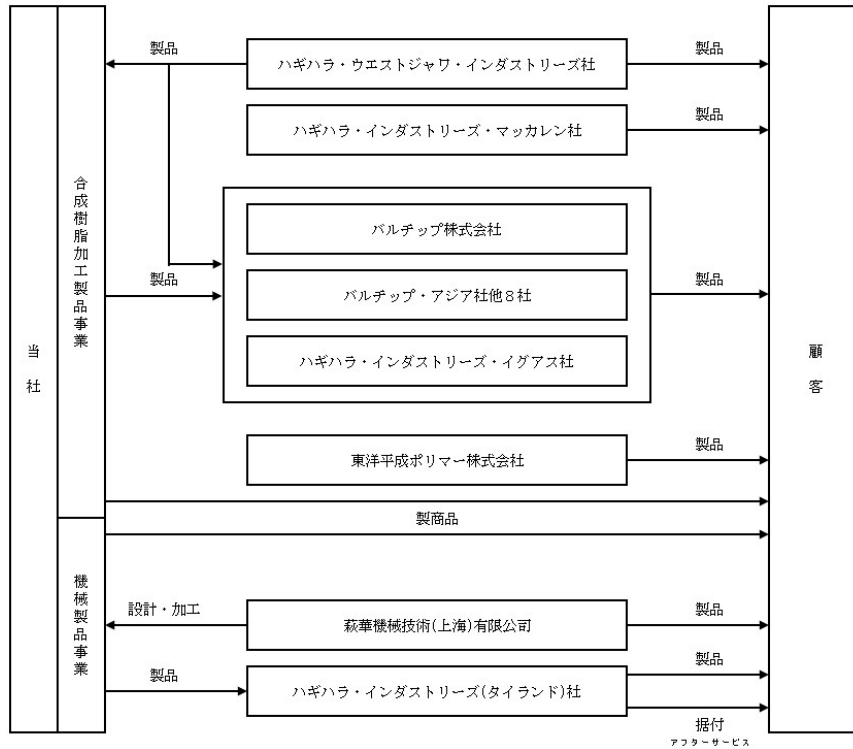 当社
合成樹脂加工製品事業
機械製品事業
顧客
製品
ハギハラ・ウエストジャワ・インダストリーズ社
製品
ハギハラ・インダストリーズ・マッカレン社
製品
バルチップ株式会社
製品
バルチップ・アジア社他8社
製品
ハギハラ・インダストリーズ・イグアス社
東洋平成ポリマー株式会社
製品
製商品
設計・加工
萩華機械技術(上海)有限公司
製品
製品
ハギハラ・インダストリーズ(タイランド)社
製品
据付
アフターサービス